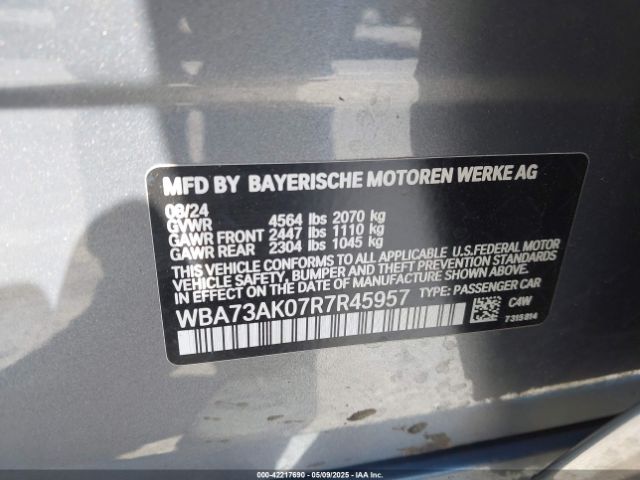 MFD BY BAYERISCHE MOTOREN WERKE AG
08/24
GVWR 4564 lbs 2070 kg
GAWR FRONT 2447 lbs 1110 kg
GAWR REAR 2304 lbs 1045 kg
THIS VEHICLE CONFORMS TO ALL APPLICABLE U.S.FEDERAL MOTOR
VEHICLE SAFETY, BUMPER AND THEFT PREVENTION STANDARDS
IN EFFECT ON THE DATE OF MANUFACTURE SHOWN ABOVE.
WBA73AK07R7R45957 TYPE: PASSENGER CAR
C4W
7315814
000-42217690 - 05/09/2025 - IAAI.COM